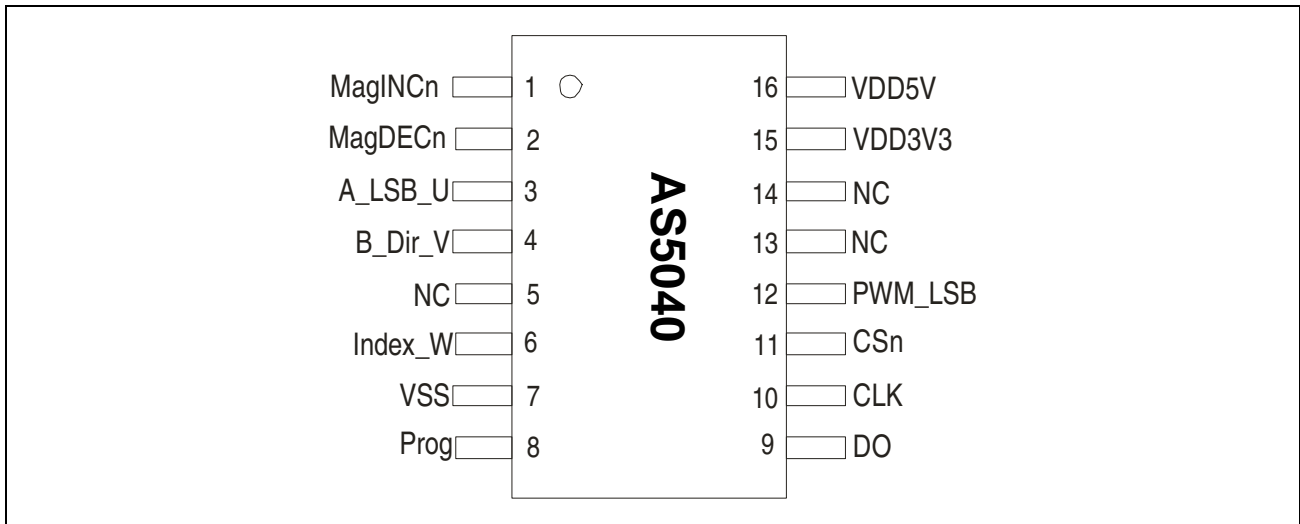 MagINCn 1 16 VDD5V
MagDECn 2 15 VDD3V3
A_LSB_U 3 14 NC
B_Dir_V 4 13 NC
NC 5 12 PWM_LSB
Index_W 6 11 CSn
VSS 7 10 CLK
Prog 8 9 DO
AS5040